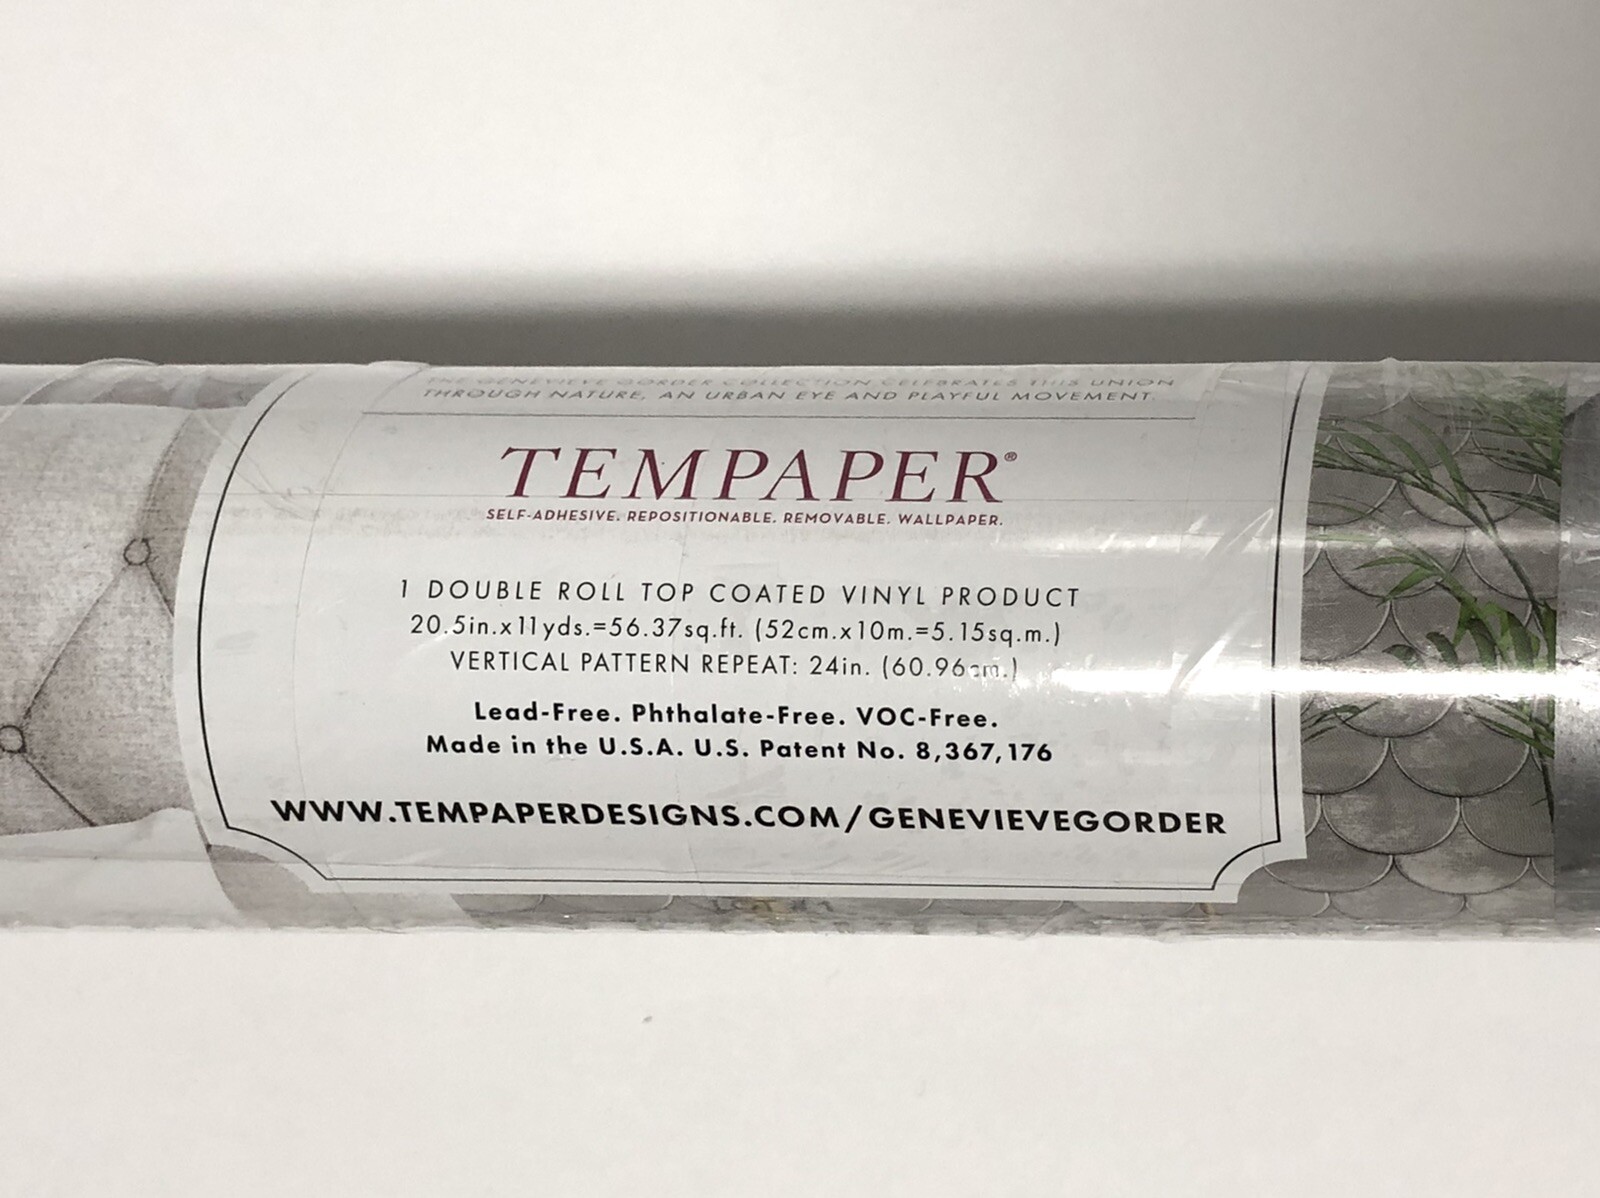 THE GENEVIEVE GORDER COLLECTION CELEBRATES THIS UNION
THROUGH NATURE, AN URBAN EYE AND PLAYFUL MOVEMENT.
TEMPAPER®
SELF-ADHESIVE. REPOSITIONABLE. REMOVABLE. WALLPAPER.
1 DOUBLE ROLL TOP COATED VINYL PRODUCT
20.5in.x11yds.=56.37sq.ft. (52cm.x10m.=5.15sq.m.)
VERTICAL PATTERN REPEAT: 24in. (60.96cm.)
Lead-Free. Phthalate-Free. VOC-Free.
Made in the U.S.A. U.S. Patent No. 8,367,176
WWW.TEMPAPERDESIGNS.COM/GENEVIEVEGORDER